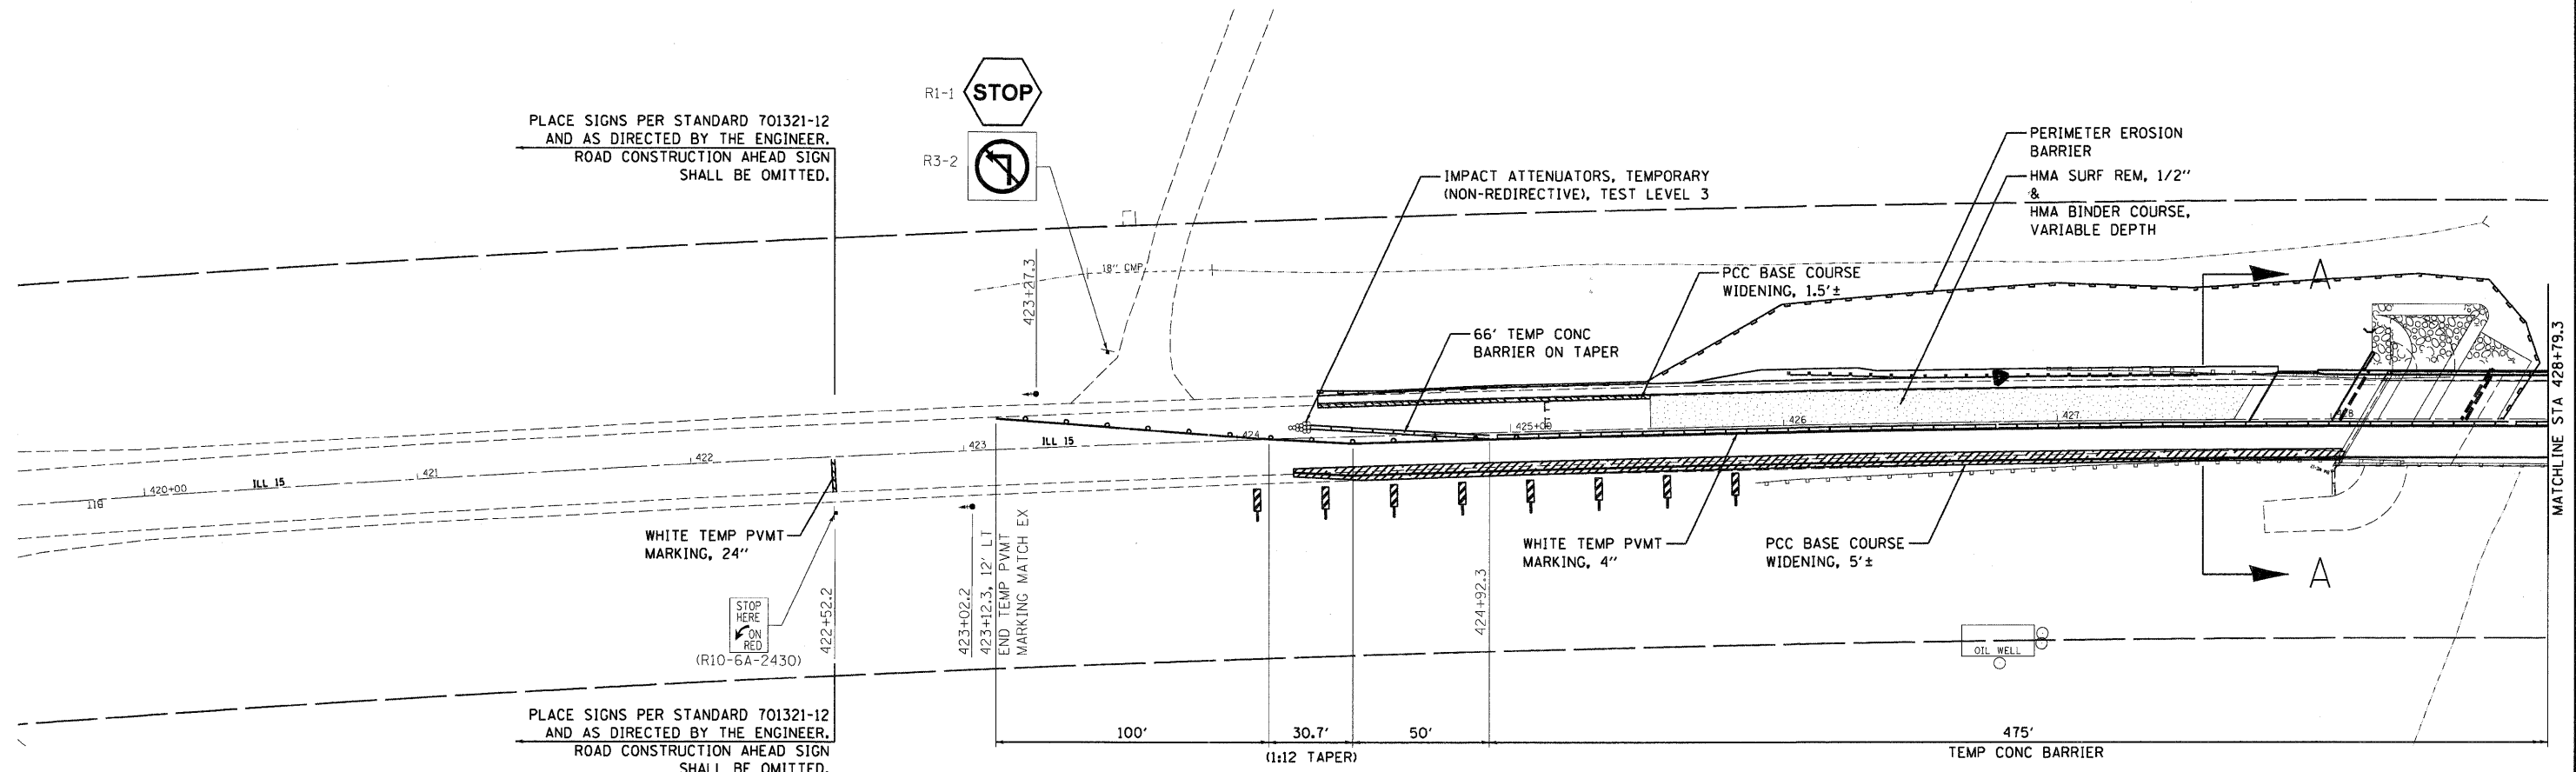 R1-1
STOP
R3-2
PLACE SIGNS PER STANDARD 701321-12
AND AS DIRECTED BY THE ENGINEER.
ROAD CONSTRUCTION AHEAD SIGN
SHALL BE OMITTED.
IMPACT ATTENUATORS, TEMPORARY
(NON-REDIRECTIVE), TEST LEVEL 3
PERIMETER EROSION
BARRIER
HMA SURF REM, 1/2"
&
HMA BINDER COURSE,
VARIABLE DEPTH
18" CMP
423+27.3
PCC BASE COURSE
WIDENING, 1.5'±
66' TEMP CONC
BARRIER ON TAPER
A
MATCHLINE STA 428+79.3
420+00
ILL 15
421
422
423
ILL 15
424
425+00
426
427
WHITE TEMP PVMT
MARKING, 24"
WHITE TEMP PVMT
MARKING, 4"
PCC BASE COURSE
WIDENING, 5'±
A
STOP
HERE
ON
RED
(R10-6A-2430)
422+52.2
423+02.2
423+12.3, 12' LT
END TEMP PVMT
MARKING MATCH EX
424+92.3
OIL WELL
PLACE SIGNS PER STANDARD 701321-12
AND AS DIRECTED BY THE ENGINEER.
ROAD CONSTRUCTION AHEAD SIGN
SHALL BE OMITTED.
100'
30.7'
50'
475'
(1:12 TAPER)
TEMP CONC BARRIER